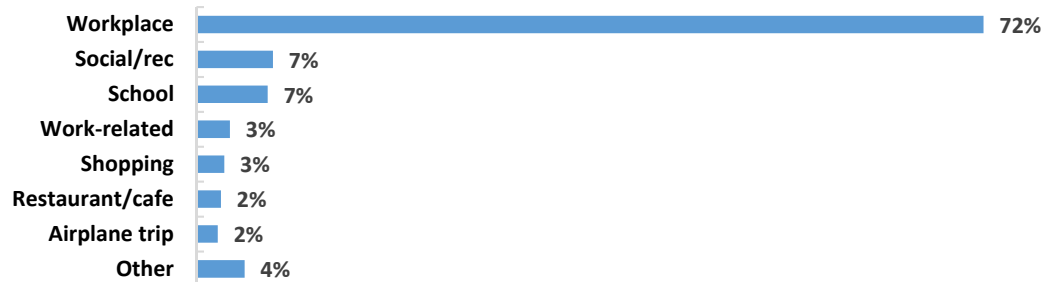 Workplace 72%
Social/rec 7%
School 7%
Work-related 3%
Shopping 3%
Restaurant/cafe 2%
Airplane trip 2%
Other 4%